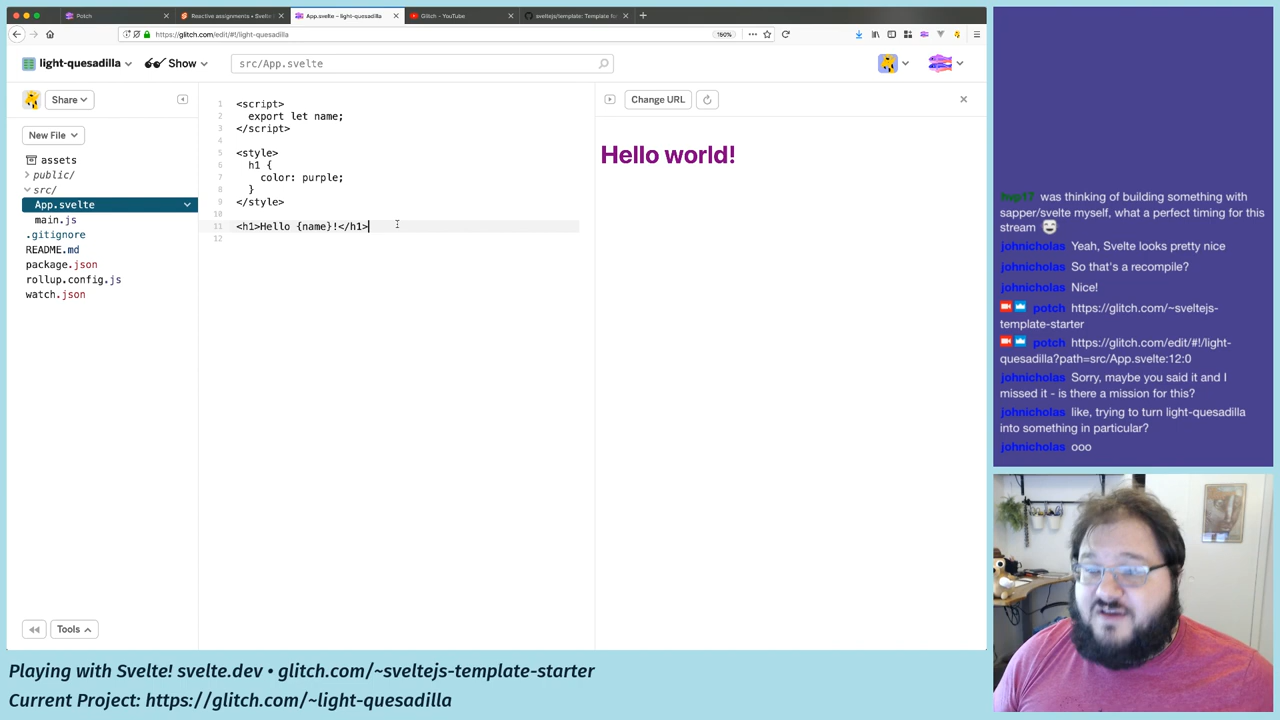 Potch
Reactive assignments • Svelte
App.svelte – light-quesadilla
Glitch - YouTube
sveltejs/template: Template fo
https://glitch.com/edit/#!/light-quesadilla
150%
light-quesadilla
Show
src/App.svelte
Share
New File
assets
public/
src/
App.svelte
main.js
.gitignore
README.md
package.json
rollup.config.js
watch.json
Tools
1 <script>
2 export let name;
3 </script>
4
5 <style>
6 h1 {
7 color: purple;
8 }
9 </style>
10
11 <h1>Hello {name}!</h1>
12
Change URL
Hello world!
hvp17 was thinking of building something with
sapper/svelte myself, what a perfect timing for this
stream
johnicholas Yeah, Svelte looks pretty nice
johnicholas So that's a recompile?
johnicholas Nice!
potch https://glitch.com/~sveltejs-
template-starter
potch https://glitch.com/edit/#!/light-
quesadilla?path=src/App.svelte:12:0
johnicholas Sorry, maybe you said it and I
missed it - is there a mission for this?
johnicholas like, trying to turn light-quesadilla
into something in particular?
johnicholas ooo
Playing with Svelte! svelte.dev • glitch.com/~sveltejs-template-starter
Current Project: https://glitch.com/~light-quesadilla